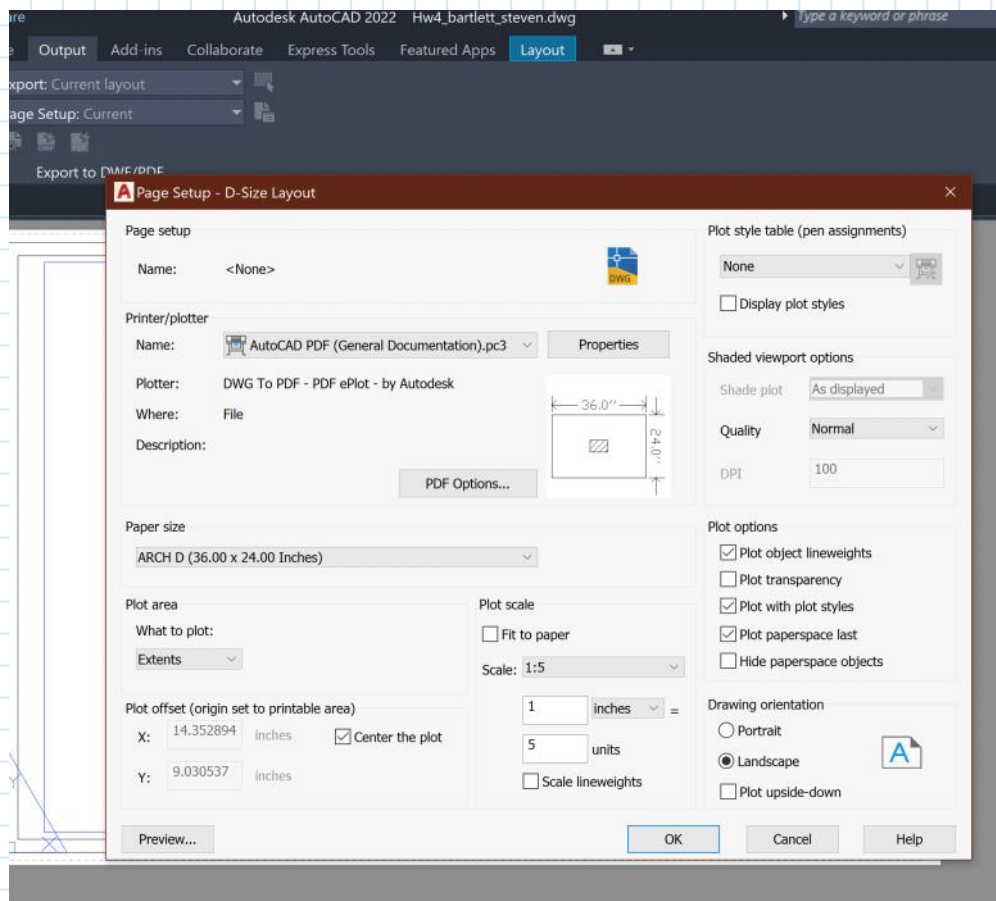 re Autodesk AutoCAD 2022 Hw4_bartlett_steven.dwg Type a keyword or phrase
e Output Add-ins Collaborate Express Tools Featured Apps Layout
xport: Current layout
age Setup: Current
Export to DWF/PDF
Page Setup - D-Size Layout
Page setup
Name: <None>
DWG
Printer/plotter
Name: AutoCAD PDF (General Documentation).pc3 Properties
Plotter: DWG To PDF - PDF ePlot - by Autodesk
Where: File
Description:
36.0''
24.0''
PDF Options...
Paper size
ARCH D (36.00 x 24.00 Inches)
Plot area
What to plot:
Extents
Plot scale
Fit to paper
Scale: 1:5
1 inches =
5 units
Scale lineweights
Plot offset (origin set to printable area)
X: 14.352894 inches Center the plot
Y: 9.030537 inches
Plot style table (pen assignments)
None
Display plot styles
Shaded viewport options
Shade plot As displayed
Quality Normal
DPI 100
Plot options
Plot object lineweights
Plot transparency
Plot with plot styles
Plot paperspace last
Hide paperspace objects
Drawing orientation
Portrait
Landscape
A
Plot upside-down
Preview... OK Cancel Help
Y
X